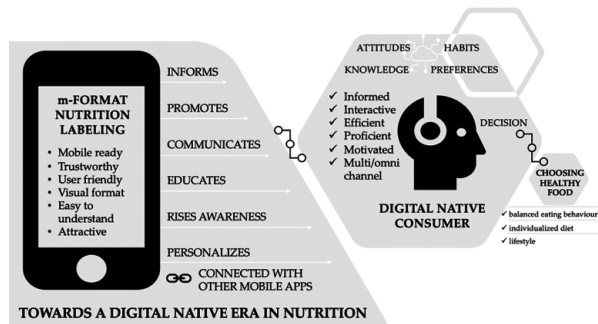 m-FORMAT
NUTRITION
LABELING
• Mobile ready
• Trustworthy
• User friendly
• Visual format
• Easy to
understand
• Attractive
INFORMS
PROMOTES
COMMUNICATES
EDUCATES
RISES AWARENESS
PERSONALIZES
CONNECTED WITH
OTHER MOBILE APPS
TOWARDS A DIGITAL NATIVE ERA IN NUTRITION
ATTITUDES
HABITS
KNOWLEDGE
PREFERENCES
✓ Informed
✓ Interactive
✓ Efficient
✓ Proficient
✓ Motivated
✓ Multi/omni
channel
DIGITAL NATIVE
CONSUMER
DECISION
CHOOSING
HEALTHY
FOOD
✓ balanced eating behaviour
✓ individualized diet
✓ lifestyle